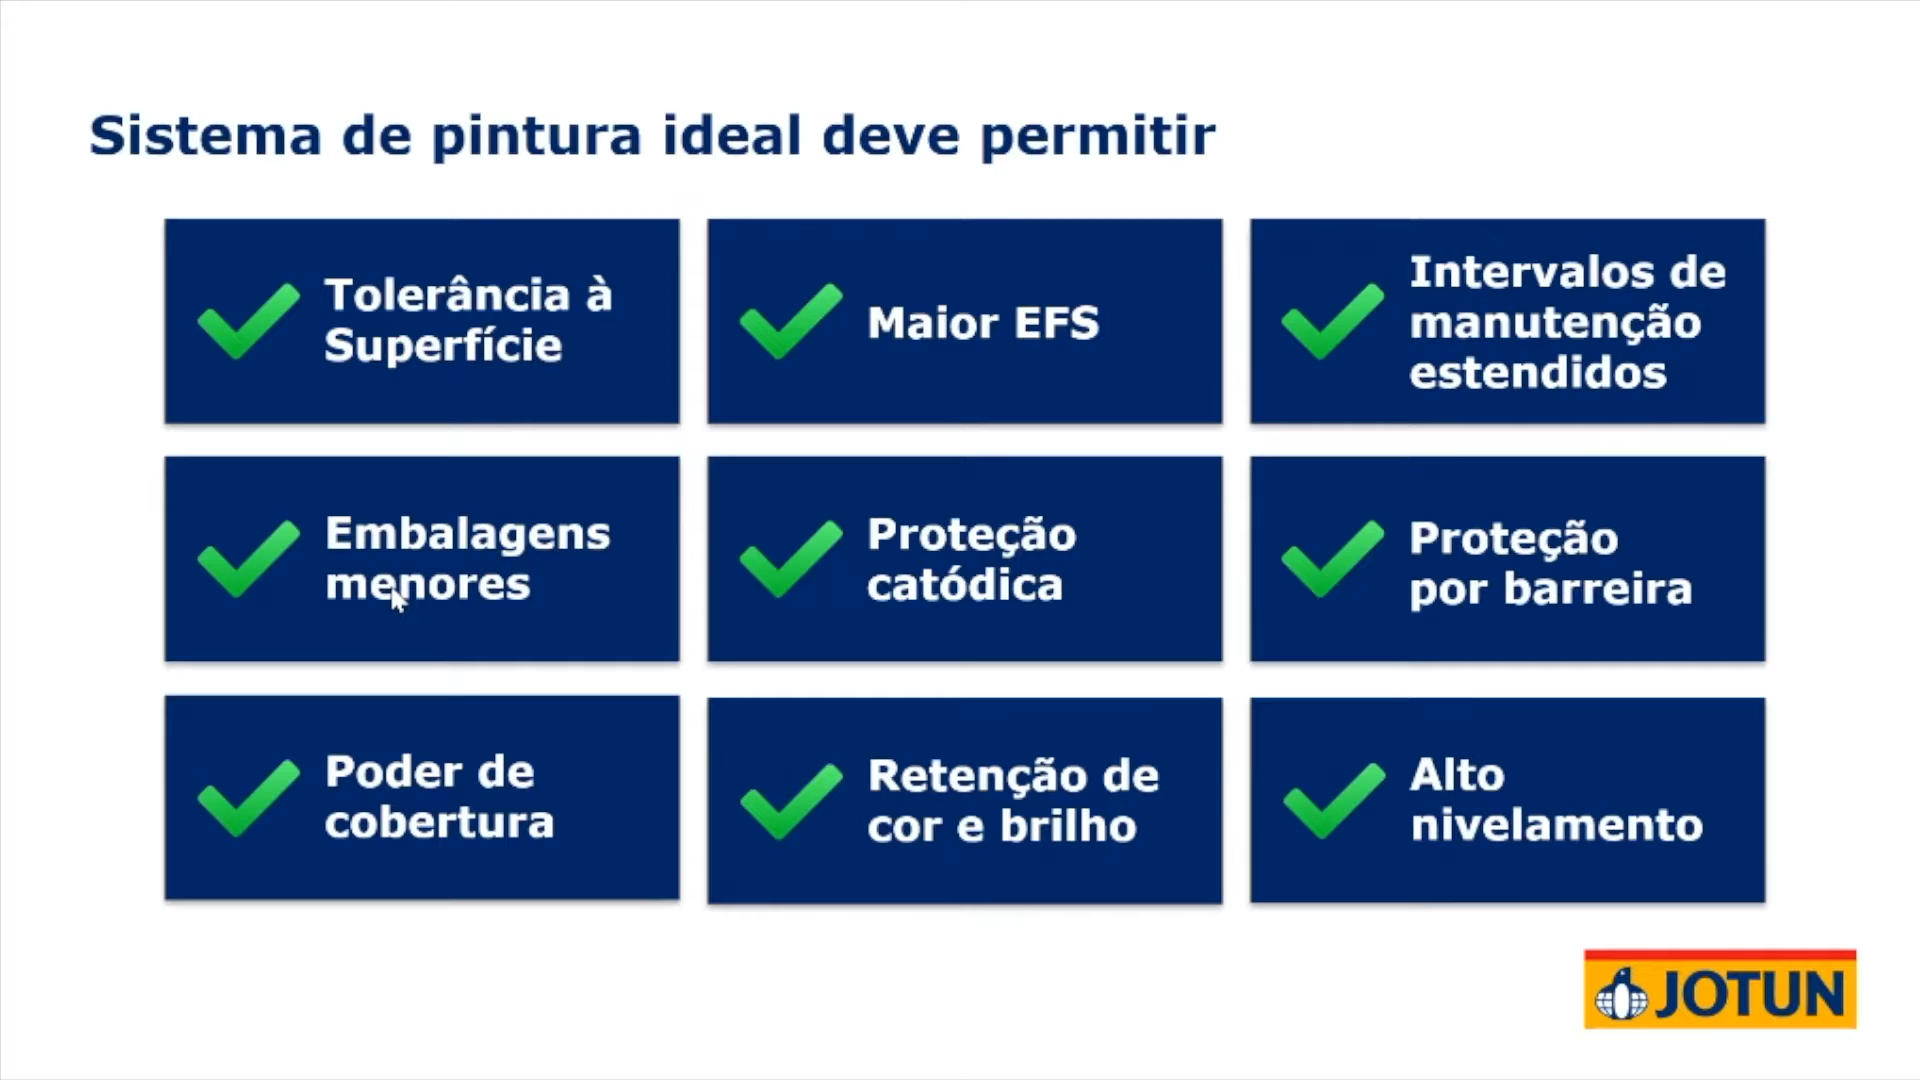 Sistema de pintura ideal deve permitir
Tolerância à
Superfície
Maior EFS
Intervalos de
manutenção
estendidos
Embalagens
menores
Proteção
catódica
Proteção
por barreira
Poder de
cobertura
Retenção de
cor e brilho
Alto
nivelamento
JOTUN